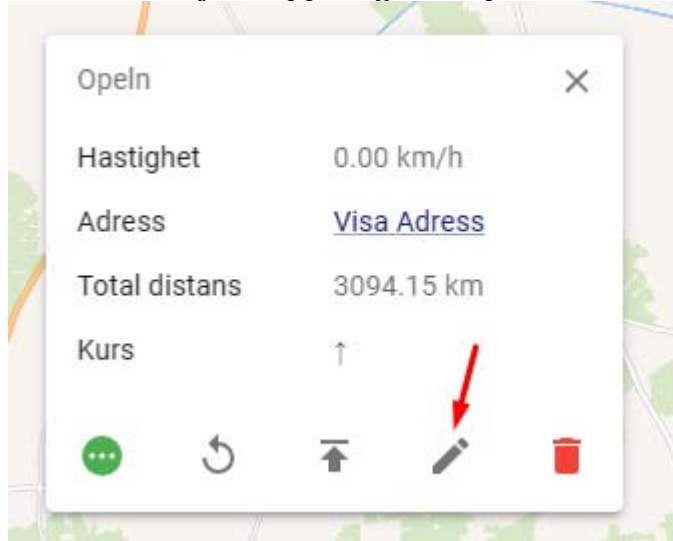 Opeln
Hastighet 0.00 km/h
Adress Visa Adress
Total distans 3094.15 km
Kurs ↑